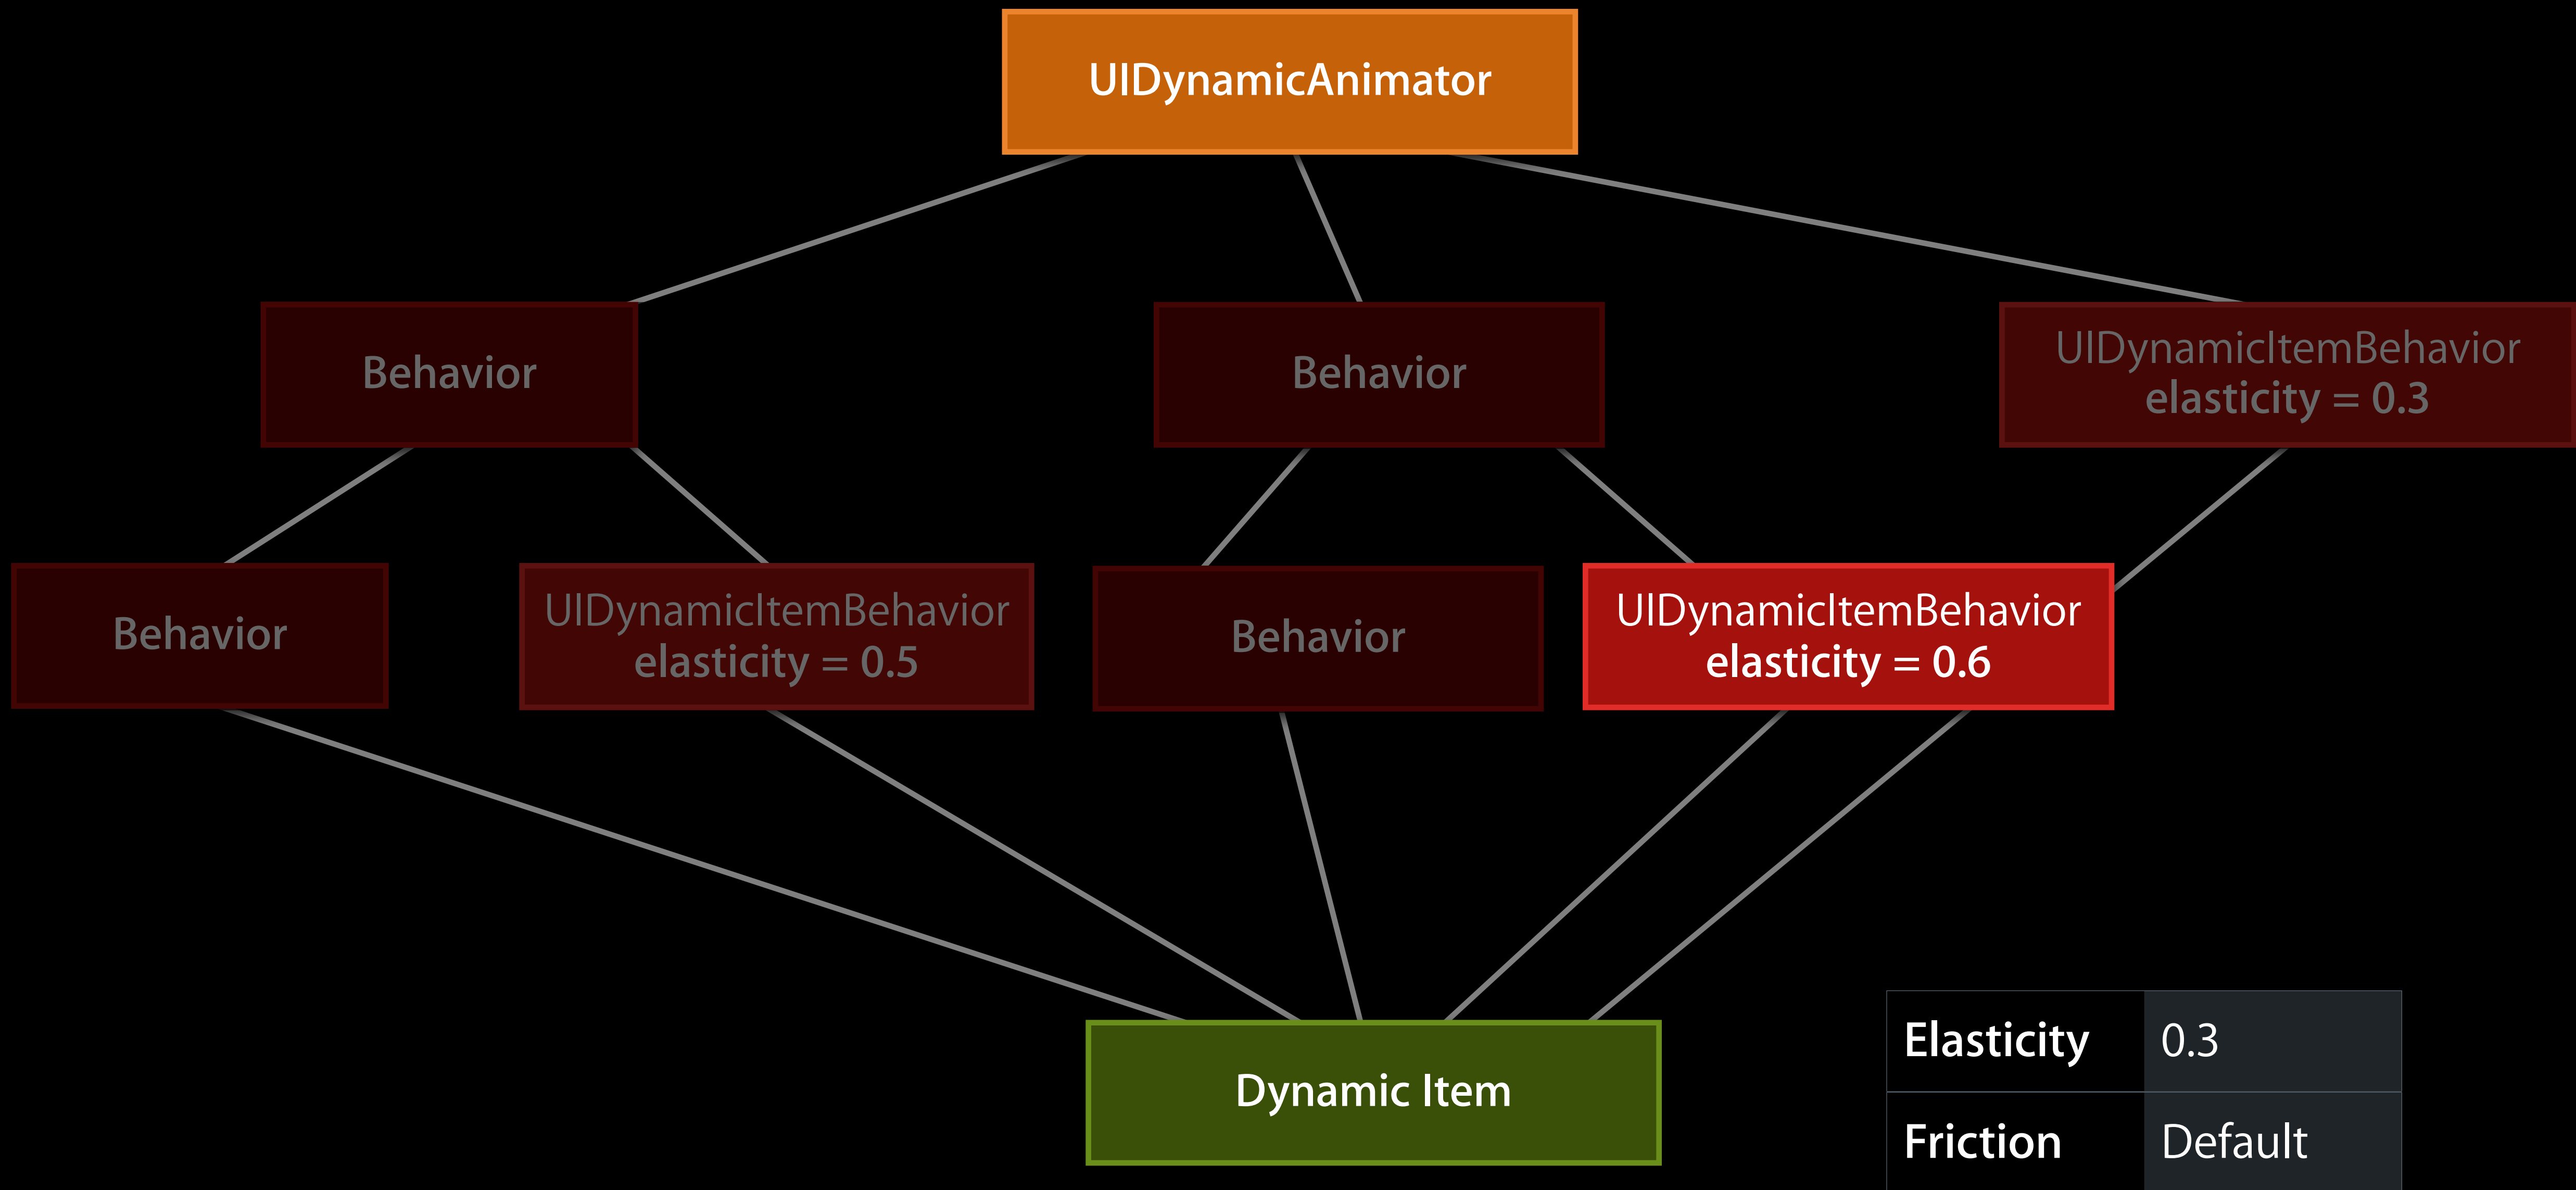 UIDynamicAnimator
Behavior
Behavior
UIDynamicItemBehavior
elasticity = 0.3
Behavior
UIDynamicItemBehavior
elasticity = 0.5
Behavior
UIDynamicItemBehavior
elasticity = 0.6
Dynamic Item
Elasticity 0.3
Friction Default